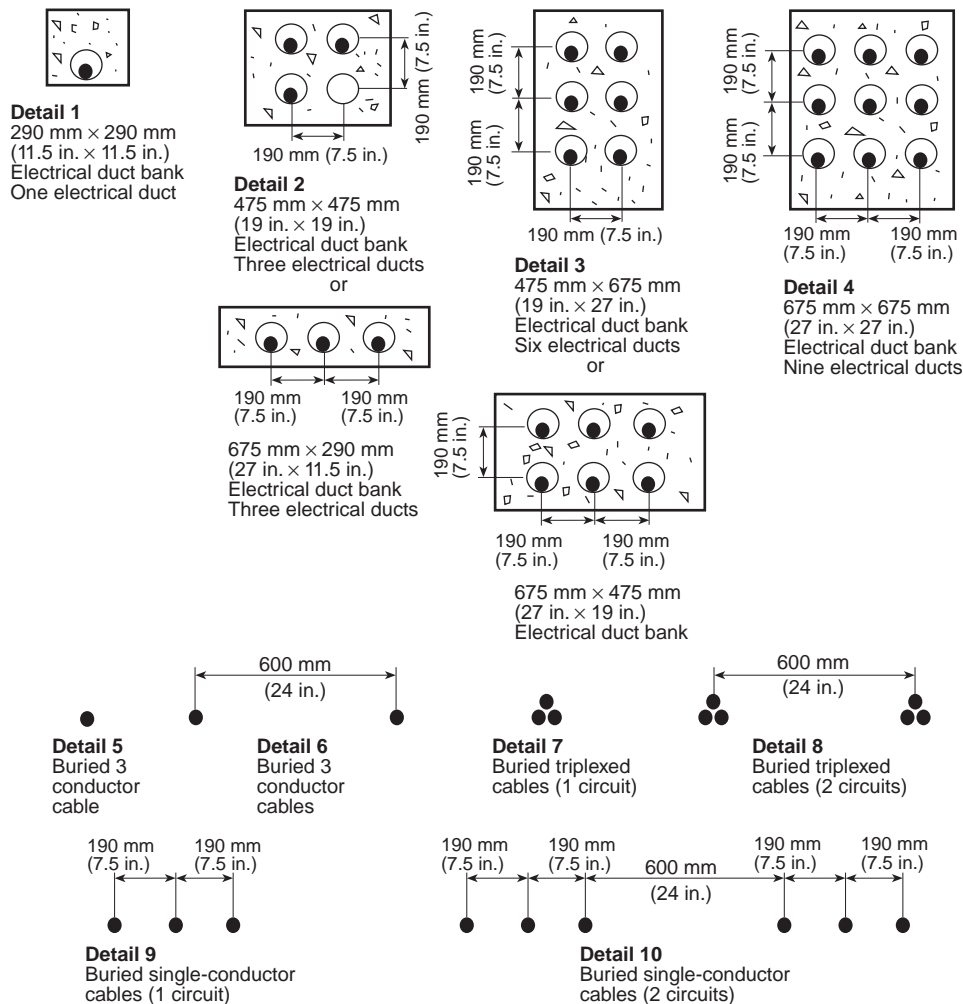 Detail 1
290 mm × 290 mm
(11.5 in. × 11.5 in.)
Electrical duct bank
One electrical duct
190 mm (7.5 in.)
190 mm (7.5 in.)
Detail 2
475 mm × 475 mm
(19 in. × 19 in.)
Electrical duct bank
Three electrical ducts
or
190 mm
(7.5 in.)
190 mm
(7.5 in.)
675 mm × 290 mm
(27 in. × 11.5 in.)
Electrical duct bank
Three electrical ducts
190 mm
(7.5 in.)
190 mm
(7.5 in.)
190 mm (7.5 in.)
Detail 3
475 mm × 675 mm
(19 in. × 27 in.)
Electrical duct bank
Six electrical ducts
or
190 mm
(7.5 in.)
190 mm
(7.5 in.)
190 mm
(7.5 in.)
675 mm × 475 mm
(27 in. × 19 in.)
Electrical duct bank
190 mm
(7.5 in.)
190 mm
(7.5 in.)
190 mm
(7.5 in.)
190 mm
(7.5 in.)
Detail 4
675 mm × 675 mm
(27 in. × 27 in.)
Electrical duct bank
Nine electrical ducts
Detail 5
Buried 3
conductor
cable
600 mm
(24 in.)
Detail 6
Buried 3
conductor
cables
Detail 7
Buried triplexed
cables (1 circuit)
600 mm
(24 in.)
Detail 8
Buried triplexed
cables (2 circuits)
190 mm
(7.5 in.)
190 mm
(7.5 in.)
Detail 9
Buried single-conductor
cables (1 circuit)
190 mm
(7.5 in.)
190 mm
(7.5 in.)
600 mm
(24 in.)
190 mm
(7.5 in.)
190 mm
(7.5 in.)
Detail 10
Buried single-conductor
cables (2 circuits)